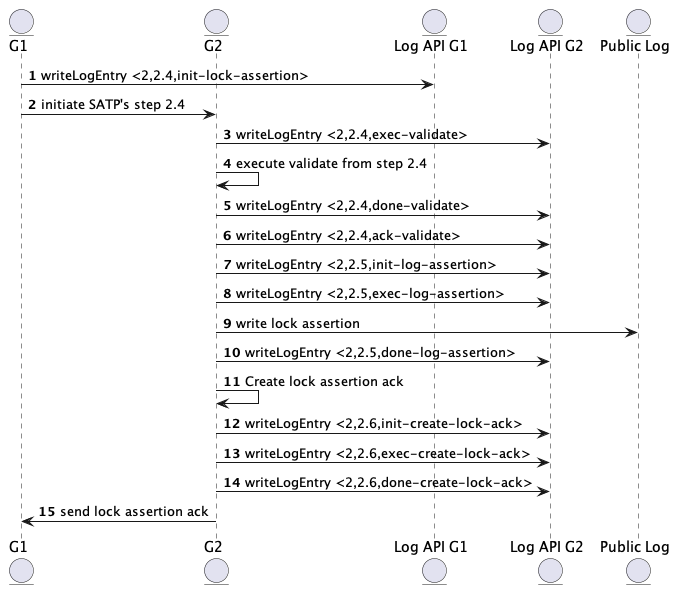 G1 G2 Log API G1 Log API G2 Public Log
1 writeLogEntry <2,2.4,init-lock-assertion>
2 initiate SATP's step 2.4
3 writeLogEntry <2,2.4,exec-validate>
4 execute validate from step 2.4
5 writeLogEntry <2,2.4,done-validate>
6 writeLogEntry <2,2.4,ack-validate>
7 writeLogEntry <2,2.5,init-log-assertion>
8 writeLogEntry <2,2.5,exec-log-assertion>
9 write lock assertion
10 writeLogEntry <2,2.5,done-log-assertion>
11 Create lock assertion ack
12 writeLogEntry <2,2.6,init-create-lock-ack>
13 writeLogEntry <2,2.6,exec-create-lock-ack>
14 writeLogEntry <2,2.6,done-create-lock-ack>
15 send lock assertion ack
G1 G2 Log API G1 Log API G2 Public Log